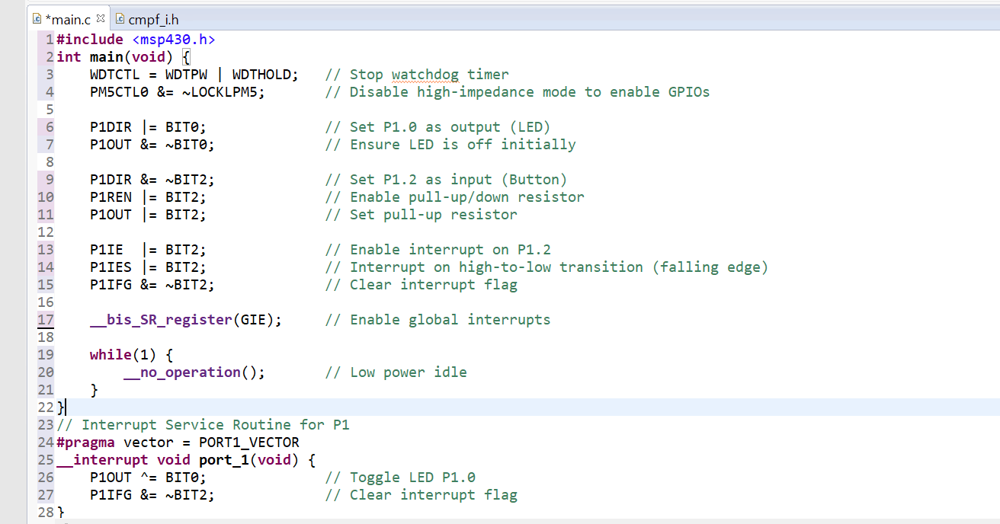 *main.c cmpf_i.h
1 #include <msp430.h>
2 int main(void) {
3     WDTCTL = WDTPW | WDTHOLD;   // Stop watchdog timer
4     PM5CTL0 &= ~LOCKLPM5;       // Disable high-impedance mode to enable GPIOs
5
6     P1DIR |= BIT0;              // Set P1.0 as output (LED)
7     P1OUT &= ~BIT0;             // Ensure LED is off initially
8
9     P1DIR &= ~BIT2;             // Set P1.2 as input (Button)
10     P1REN |= BIT2;              // Enable pull-up/down resistor
11     P1OUT |= BIT2;              // Set pull-up resistor
12
13     P1IE  |= BIT2;              // Enable interrupt on P1.2
14     P1IES |= BIT2;              // Interrupt on high-to-low transition (falling edge)
15     P1IFG &= ~BIT2;             // Clear interrupt flag
16
17     __bis_SR_register(GIE);     // Enable global interrupts
18
19     while(1) {
20         __no_operation();       // Low power idle
21     }
22 }
23 // Interrupt Service Routine for P1
24 #pragma vector = PORT1_VECTOR
25 __interrupt void port_1(void) {
26     P1OUT ^= BIT0;              // Toggle LED P1.0
27     P1IFG &= ~BIT2;             // Clear interrupt flag
28 }